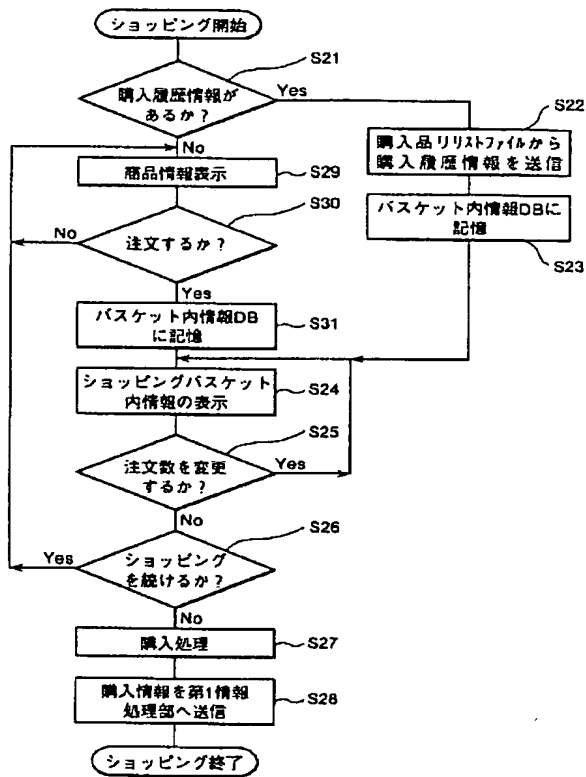 ショッピング開始
S21
購入履歴情報が
あるか?
Yes
No
S22
購入品リリストファイルから
購入履歴情報を送信
バスケット内情報DBに
記憶
S23
商品情報表示
S29
S30
注文するか?
No
Yes
バスケット内情報DB
に記憶
S31
ショッピングバスケット
内情報の表示
S24
S25
注文数を変更
するか?
Yes
No
S26
ショッピング
を続けるか?
Yes
No
購入処理
S27
購入情報を第1情報
処理部へ送信
S28
ショッピング終了